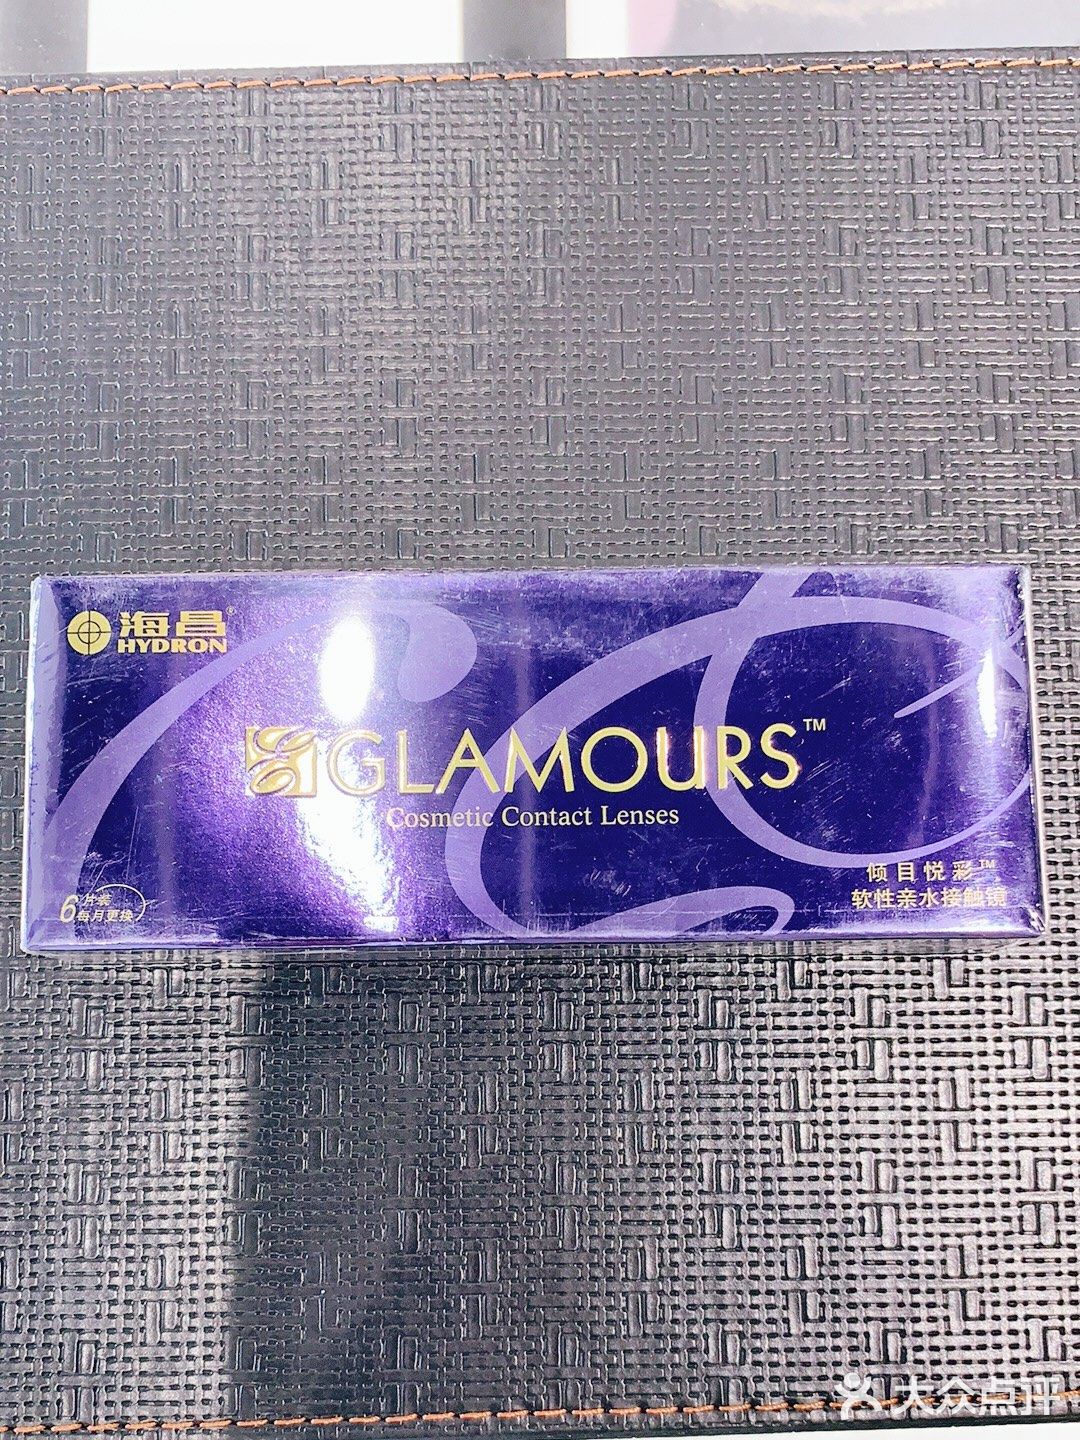 海昌®
HYDRON
GLAMOURS™
Cosmetic Contact Lenses
倾目悦彩™
软性亲水接触镜
6片装
每月更换
大众点评